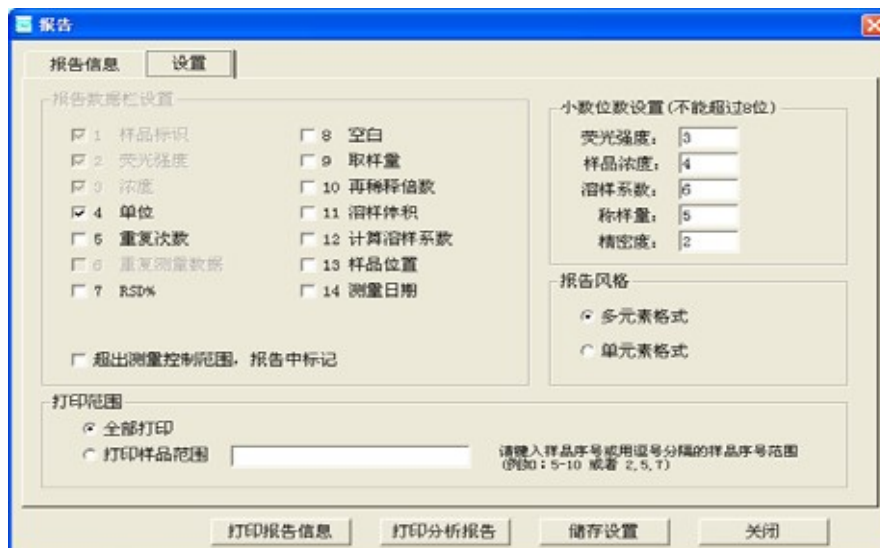 报告
报告信息 设置
报告数据栏设置
1 样品标识
2 荧光强度
3 浓度
4 单位
5 重复次数
6 重复测量数据
7 RSD%
8 空白
9 取样量
10 再稀释倍数
11 溶样体积
12 计算溶样系数
13 样品位置
14 测量日期
超出测量控制范围，报告中标记
小数位数设置(不能超过8位)
荧光强度： 3
样品浓度： 4
溶样系数： 6
称样量： 5
精密度： 2
报告风格
多元素格式
单元素格式
打印范围
全部打印
打印样品范围
请键入样品序号或用逗号分隔的样品序号范围
(例如：5-10 或者 2,5,7)
打印报告信息 打印分析报告 储存设置 关闭